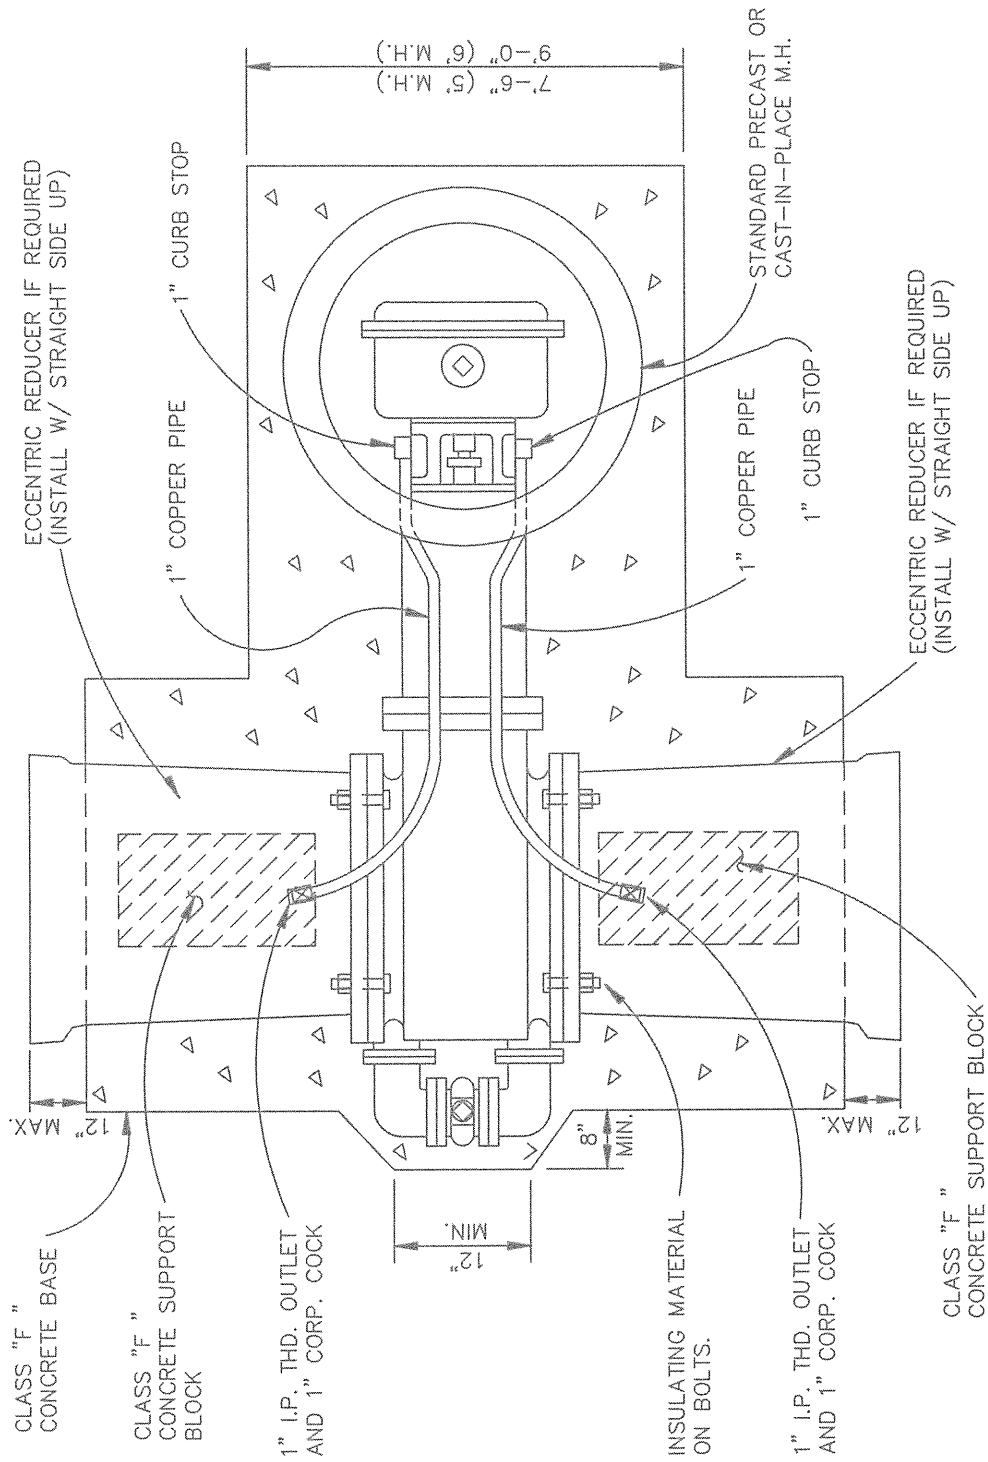 ECCENTRIC REDUCER IF REQUIRED
(INSTALL W/ STRAIGHT SIDE UP)
1" COPPER PIPE
1" CURB STOP
9'-0" (6' M.H.)
7'-6" (5' M.H.)
STANDARD PRECAST OR
CAST-IN-PLACE M.H.
1" CURB STOP
1" COPPER PIPE
ECCENTRIC REDUCER IF REQUIRED
(INSTALL W/ STRAIGHT SIDE UP)
12" MAX.
8"
MIN.
12" MAX.
12"
MIN.
CLASS "F "
CONCRETE BASE
CLASS "F "
CONCRETE SUPPORT
BLOCK
1" I.P. THD. OUTLET
AND 1" CORP. COCK
INSULATING MATERIAL
ON BOLTS.
1" I.P. THD. OUTLET
AND 1" CORP. COCK
CLASS "F "
CONCRETE SUPPORT BLOCK